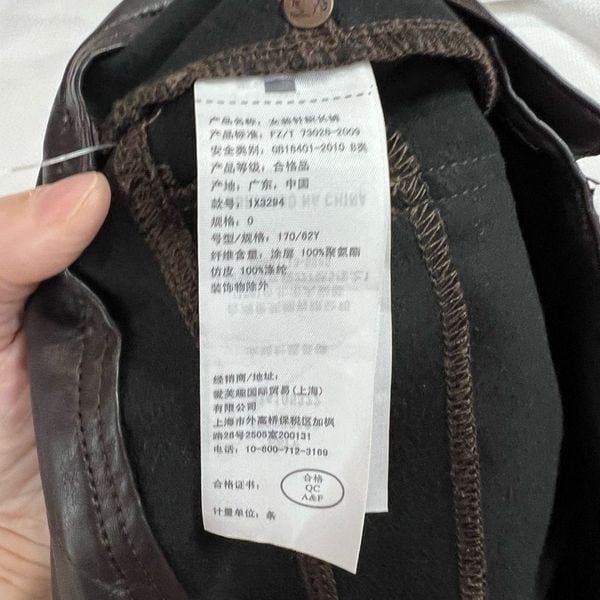 产品名称: 女装针织长裤
产品标准: FZ/T 73028-2009
安全类别: GB18401-2010 B类
产品等级: 合格品
产地: 广东, 中国
款号: 1X3294
规格: 0
号型/规格: 170/62Y
纤维含量: 涂层 100%聚氨酯
仿皮 100%涤纶
装饰物除外
经销商/地址:
爱芙趣国际贸易(上海)
有限公司
上海市外高桥保税区加枫
路28号2505室200131
电话: 10-800-712-3169
合格证书:
合格
QC
A&F
计量单位: 条